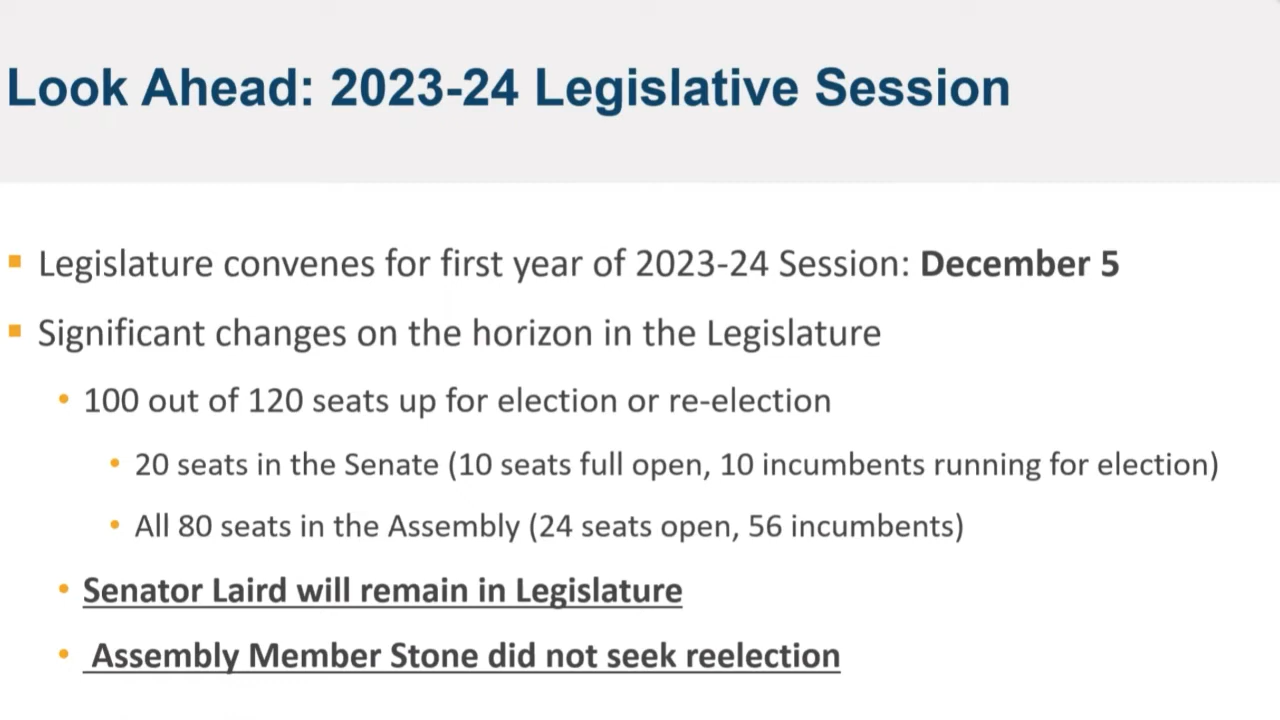 Look Ahead: 2023-24 Legislative Session
Legislature convenes for first year of 2023-24 Session: December 5
Significant changes on the horizon in the Legislature
100 out of 120 seats up for election or re-election
20 seats in the Senate (10 seats full open, 10 incumbents running for election)
All 80 seats in the Assembly (24 seats open, 56 incumbents)
Senator Laird will remain in Legislature
Assembly Member Stone did not seek reelection